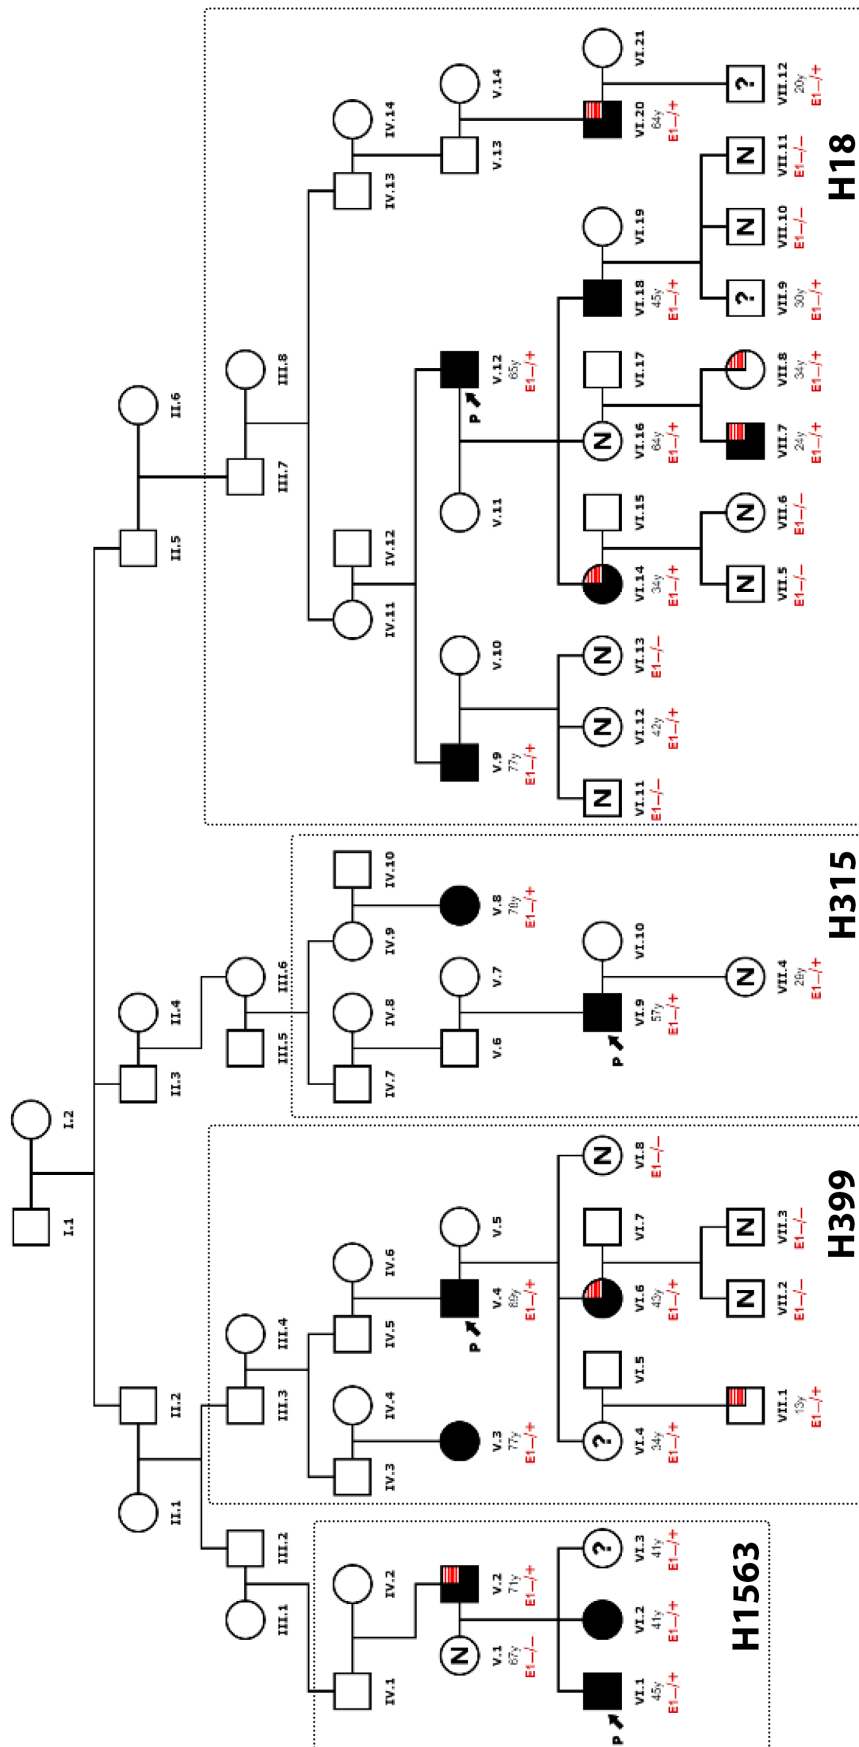 I.1 I.2
II.1 II.2 II.3 II.4 II.5 II.6
III.1 III.2 III.3 III.4 III.5 III.6 III.7 III.8
IV.1 IV.2 IV.3 IV.4 IV.5 IV.6 IV.7 IV.8 IV.9 IV.10 IV.11 IV.12 IV.13 IV.14
N
P P
V.1 V.2 V.3 V.4 V.5 V.6 V.7 V.8 V.9 V.10 V.11 V.12 V.13 V.14
67y 71y 77y 69y 77y 65y
E1–/– E1–/+ E1–/+ E1–/+ E1–/+ E1–/+ E1–/+
? ? N N N N N
P P
VI.1 VI.2 VI.3 VI.4 VI.5 VI.6 VI.7 VI.8 VI.9 VI.10 VI.11 VI.12 VI.13 VI.14 VI.15 VI.16 VI.17 VI.18 VI.19 VI.20 VI.21
45y 41y 41y 34y 43y 57y 42y 34y 64y 45y 64y
E1–/+ E1–/+ E1–/+ E1–/+ E1–/+ E1–/– E1–/+ E1–/– E1–/+ E1–/– E1–/+ E1–/+ E1–/+ E1–/+
N N N N N ? N N ?
VII.1 VII.2 VII.3 VII.4 VII.5 VII.6 VII.7 VII.8 VII.9 VII.10 VII.11 VII.12
13y 29y 24y 34y 30y 20y
E1–/+ E1–/– E1–/– E1–/+ E1–/– E1–/– E1–/+ E1–/+ E1–/+ E1–/– E1–/– E1–/+
H1563 H399 H315 H18